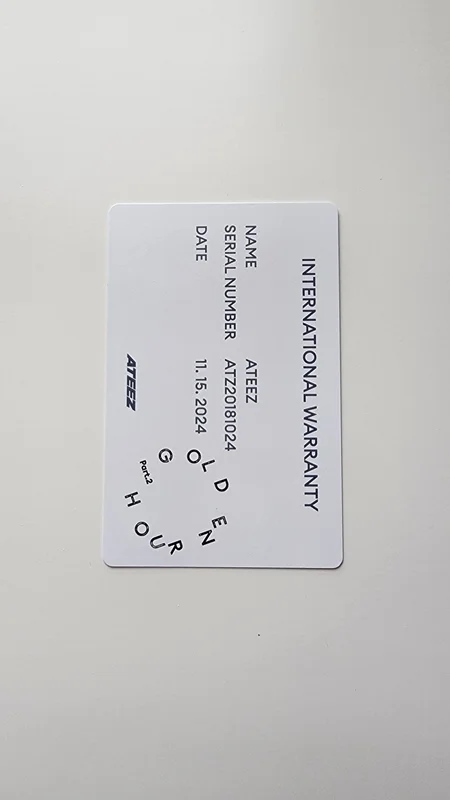 INTERNATIONAL WARRANTY
NAME ATEEZ
SERIAL NUMBER ATZ20181024
DATE 11. 15. 2024
GOLDEN
HOUR
Part.2
ATEEZ